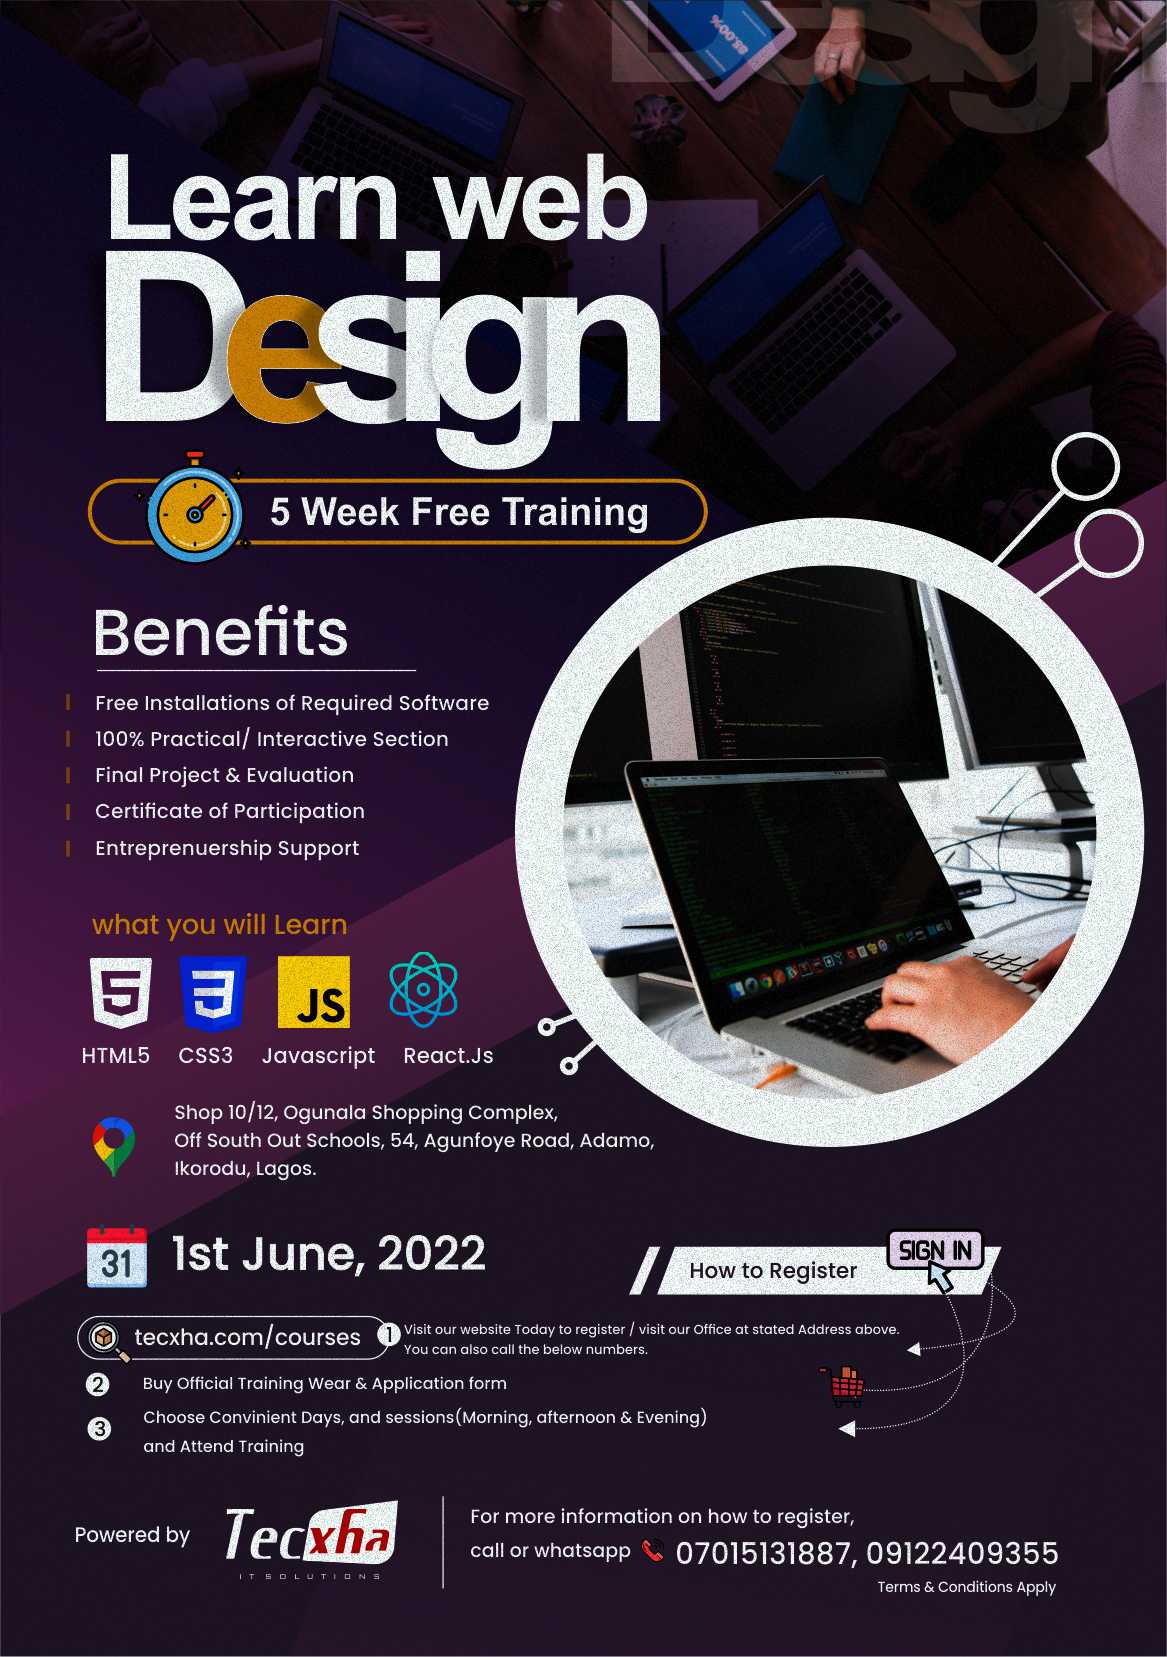 Design
98.00%
Learn web
Design
5 Week Free Training
Benefits
Free Installations of Required Software
100% Practical/ Interactive Section
Final Project & Evaluation
Certificate of Participation
Entreprenuership Support
what you will Learn
5 3 JS
HTML5 CSS3 Javascript React.Js
Shop 10/12, Ogunala Shopping Complex,
Off South Out Schools, 54, Agunfoye Road, Adamo,
Ikorodu, Lagos.
31 1st June, 2022
SIGN IN
How to Register
tecxha.com/courses
1 Visit our website Today to register / visit our Office at stated Address above.
You can also call the below numbers.
2 Buy Official Training Wear & Application form
3 Choose Convinient Days, and sessions(Morning, afternoon & Evening)
and Attend Training
Powered by Tecxha
IT SOLUTIONS
For more information on how to register,
call or whatsapp 07015131887, 09122409355
Terms & Conditions Apply